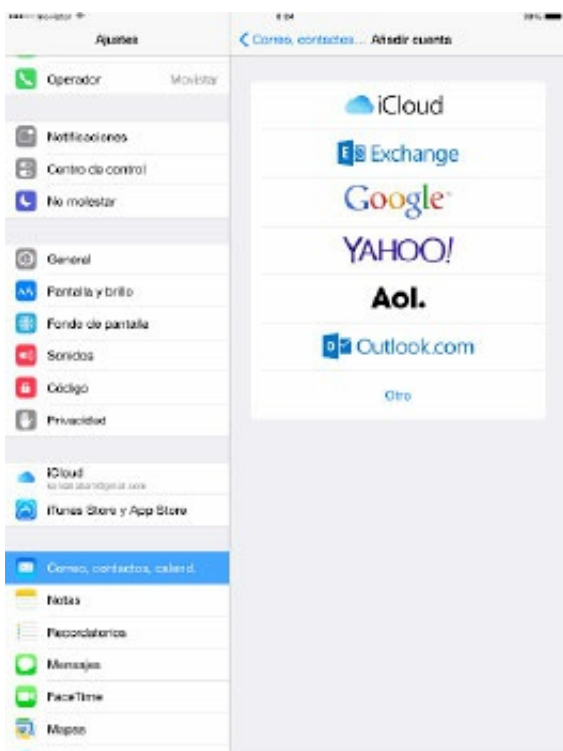 Ajustes
Correo, contactos... Añadir cuenta
Operador
Movistar
Notificaciones
Centro de control
No molestar
General
Pantalla y brillo
Fondo de pantalla
Sonidos
Código
Privacidad
iCloud
iTunes Store y App Store
Correo, contactos, calend.
Notas
Recordatorios
Mensajes
FaceTime
Mapas
iCloud
Exchange
Google
YAHOO!
Aol.
Outlook.com
Otro